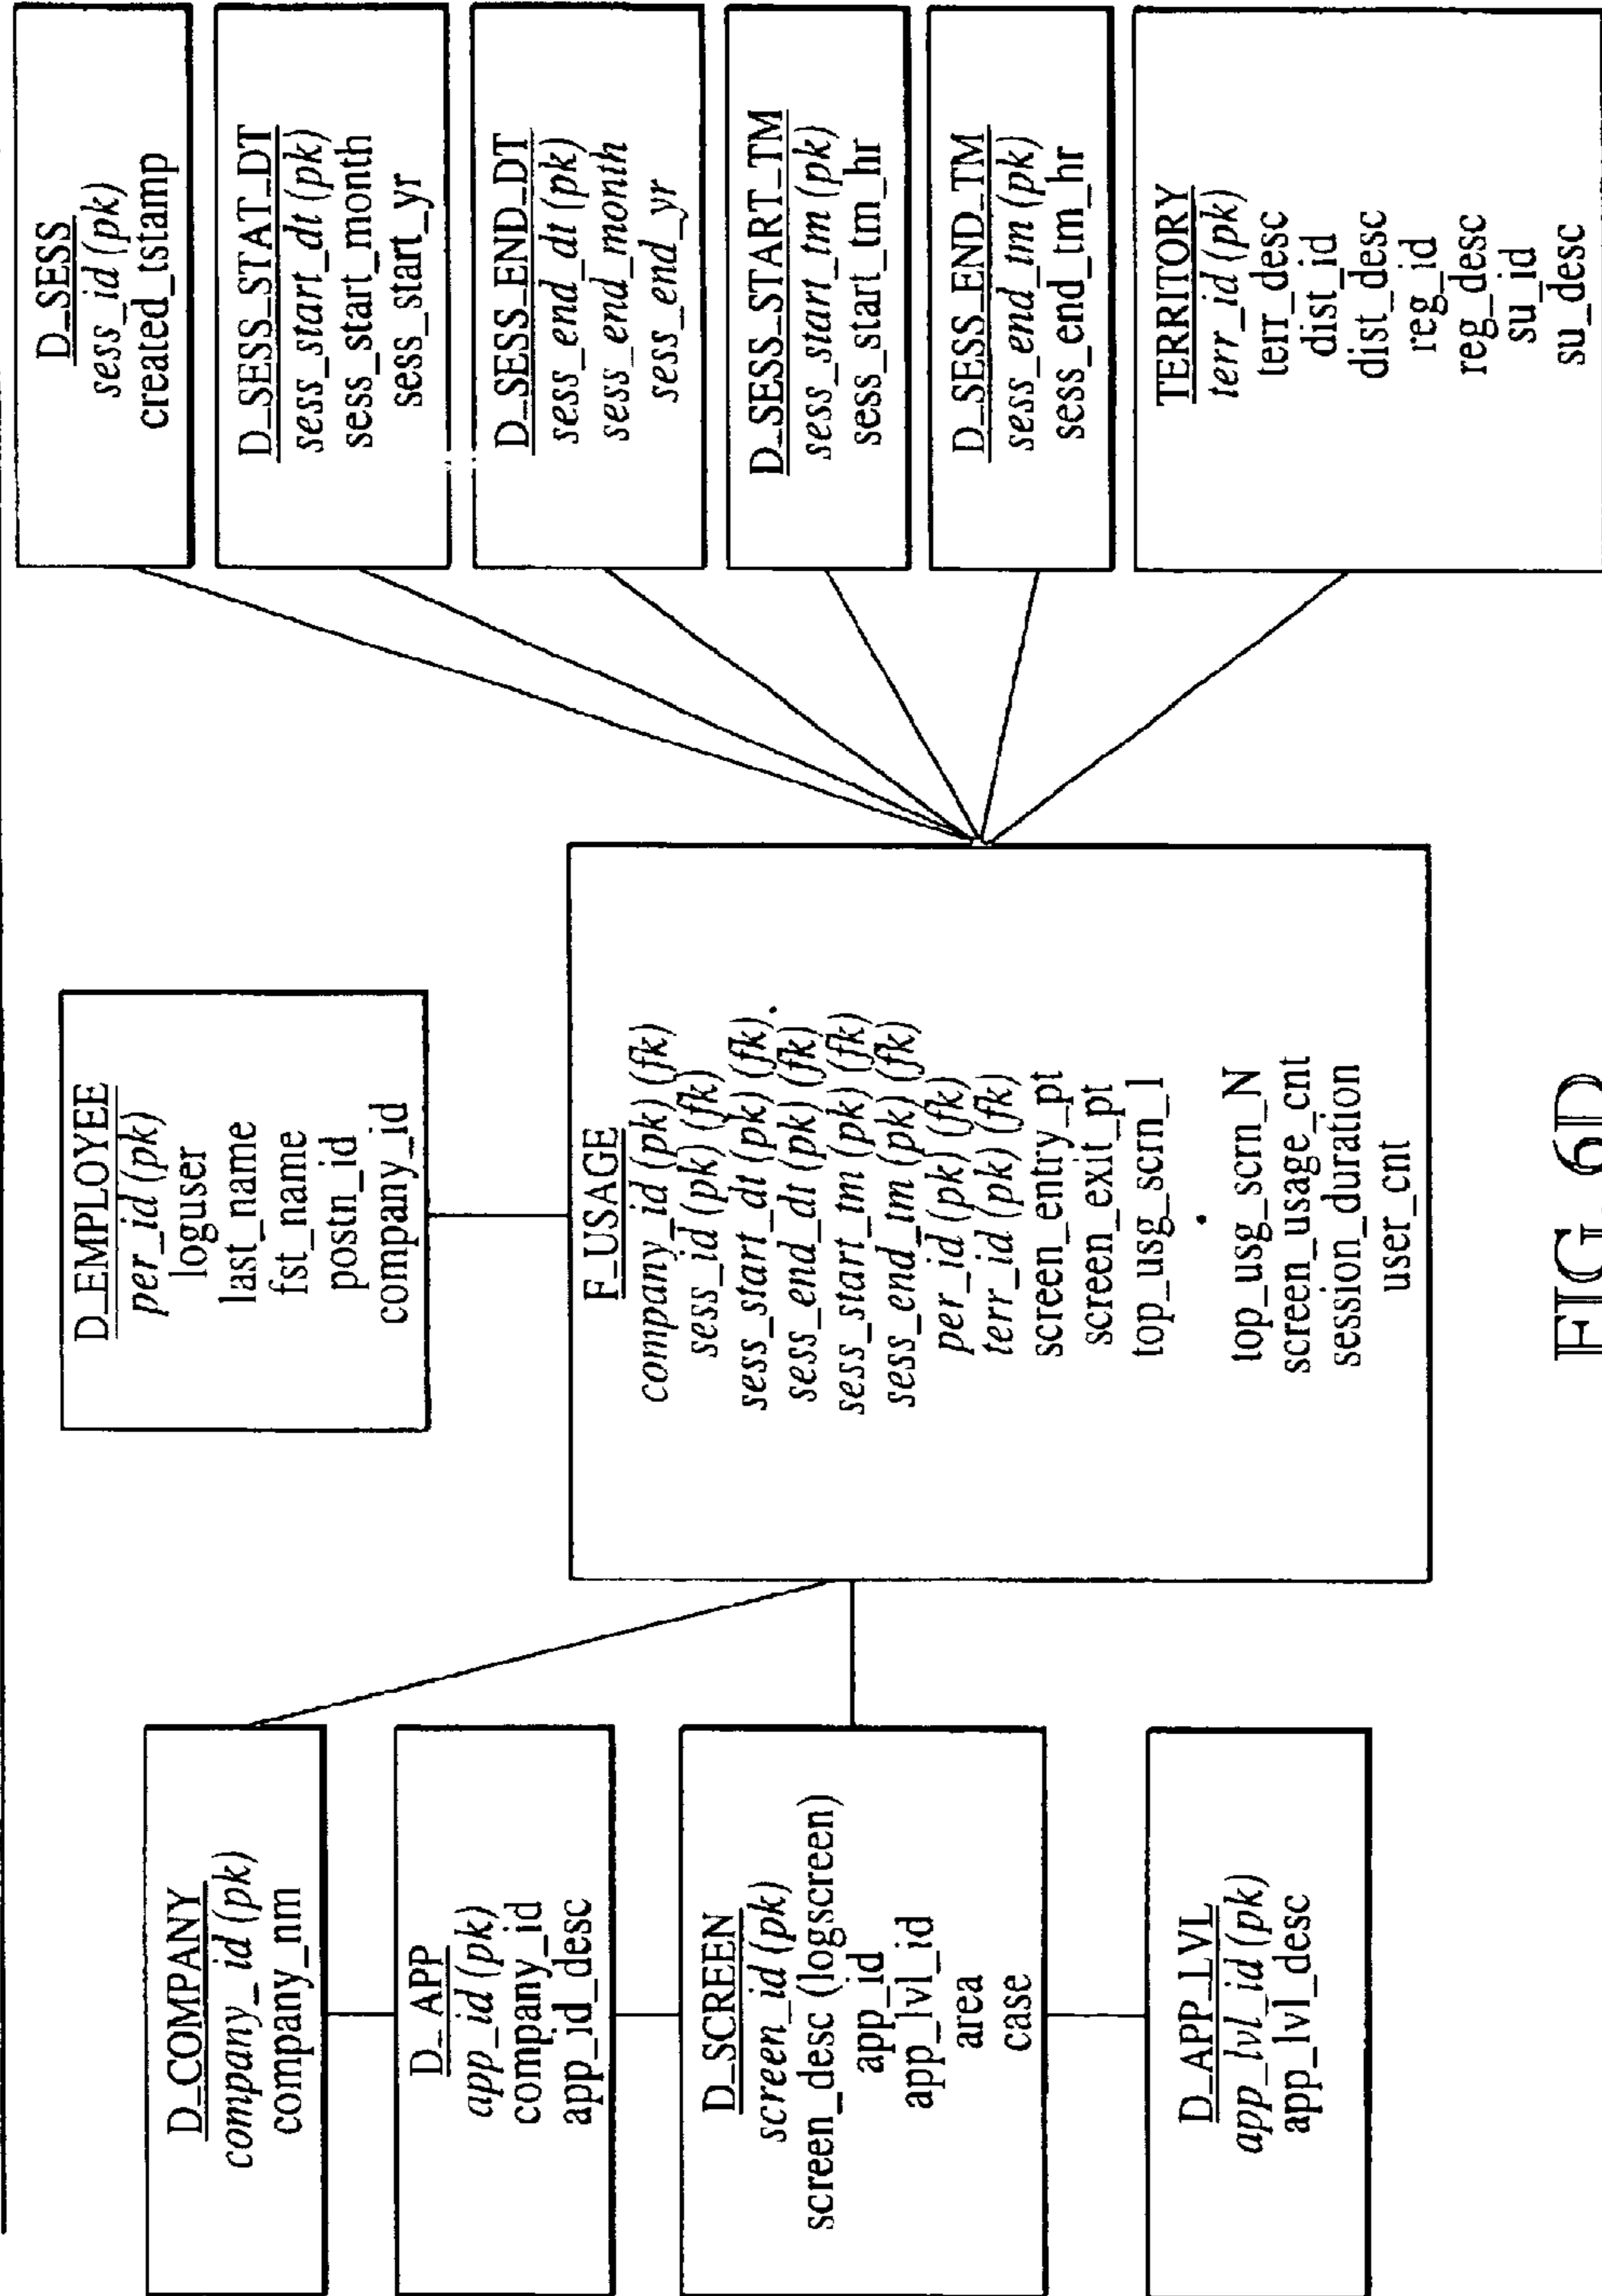 D_COMPANY
company_id (pk)
company_nm
D_APP
app_id (pk)
company_id
app_id_desc
D_SCREEN
screen_id (pk)
screen_desc (logscreen)
app_id
app_lvl_id
area
case
D_APP_LVL
app_lvl_id (pk)
app_lvl_desc
D_EMPLOYEE
per_id (pk)
loguser
last_name
fst_name
postn_id
company_id
F_USAGE
company_id (pk) (fk)
sess_id (pk) (fk)
sess_start_dt (pk) (fk).
sess_end_dt (pk) (fk)
sess_start_tm (pk) (fk)
sess_end_tm (pk) (fk)
per_id (pk) (fk)
terr_id (pk) (fk)
screen_entry_pt
screen_exit_pt
top_usg_scrn_1
.
top_usg_scrn_N
screen_usage_cnt
session_duration
user_cnt
D_SESS
sess_id (pk)
created_tstamp
D_SESS_STAT_DT
sess_start_dt (pk)
sess_start_month
sess_start_yr
D_SESS_END_DT
sess_end_dt (pk)
sess_end_month
sess_end_yr
D_SESS_START_TM
sess_start_tm (pk)
sess_start_tm_hr
D_SESS_END_TM
sess_end_tm (pk)
sess_end_tm_hr
TERRITORY
terr_id (pk)
terr_desc
dist_id
dist_desc
reg_id
reg_desc
su_id
su_desc
FIG. 6D